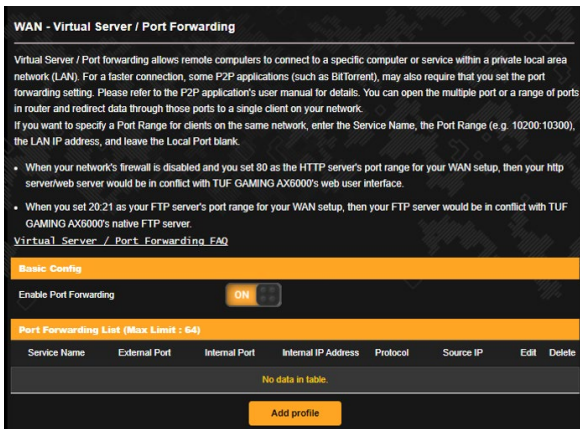 WAN - Virtual Server / Port Forwarding
Virtual Server / Port forwarding allows remote computers to connect to a specific computer or service within a private local area
network (LAN). For a faster connection, some P2P applications (such as BitTorrent), may also require that you set the port
forwarding setting. Please refer to the P2P application's user manual for details. You can open the multiple port or a range of ports
in router and redirect data through those ports to a single client on your network.
If you want to specify a Port Range for clients on the same network, enter the Service Name, the Port Range (e.g. 10200:10300),
the LAN IP address, and leave the Local Port blank.
• When your network's firewall is disabled and you set 80 as the HTTP server's port range for your WAN setup, then your http
server/web server would be in conflict with TUF GAMING AX6000's web user interface.
• When you set 20:21 as your FTP server's port range for your WAN setup, then your FTP server would be in conflict with TUF
GAMING AX6000's native FTP server.
Virtual Server / Port Forwarding FAQ
Basic Config
Enable Port Forwarding ON
Port Forwarding List (Max Limit : 64)
Service Name External Port Internal Port Internal IP Address Protocol Source IP Edit Delete
No data in table.
Add profile